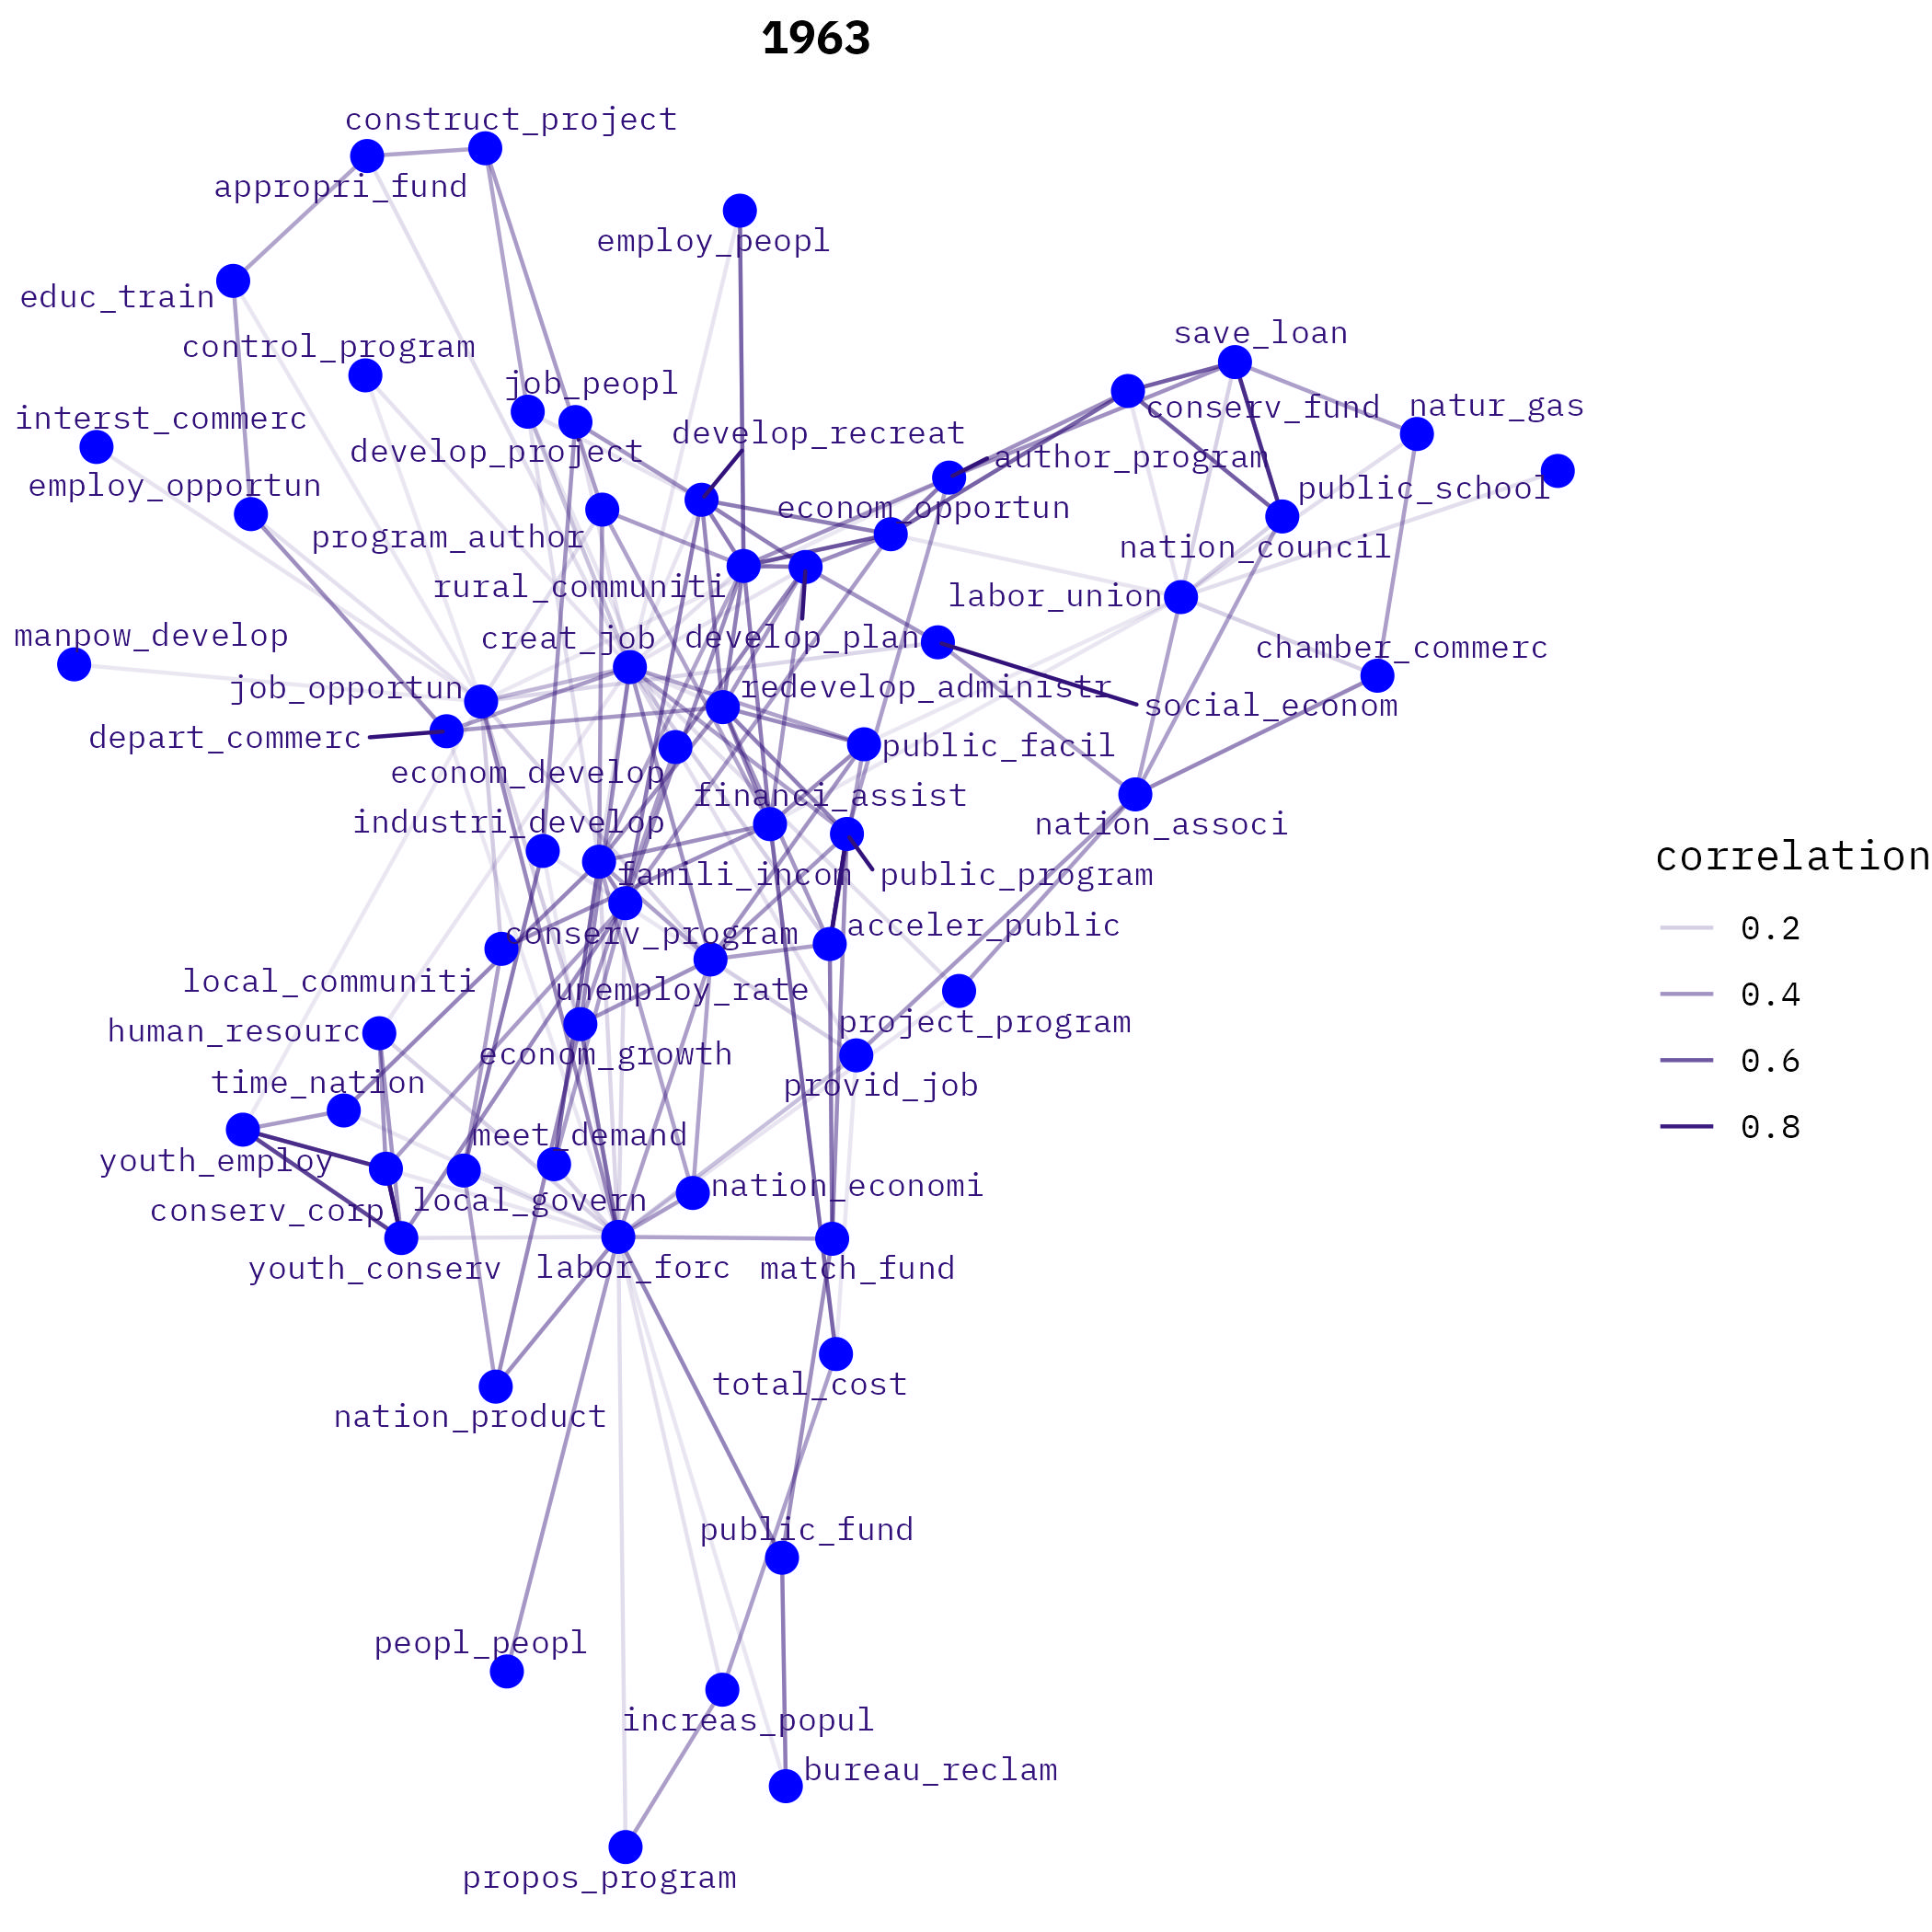 1963
construct_project
appropri_fund
employ_peopl
educ_train
save_loan
control_program
job_peopl
conserv_fund
natur_gas
interst_commerc
develop_recreat
develop_project
author_program
employ_opportun
public_school
econom_opportun
program_author
nation_council
rural_communiti
labor_union
manpow_develop
creat_job
develop_plan
chamber_commerc
job_opportun
redevelop_administr
social_econom
depart_commerc
public_facil
econom_develop
financi_assist
industri_develop
nation_associ
correlation
famili_incom
public_program
0.2
conserv_program
acceler_public
local_communiti
unemploy_rate
0.4
project_program
human_resourc
econom_growth
0.6
time_nation
provid_job
0.8
meet_demand
youth_employ
nation_economi
conserv_corp
local_govern
youth_conserv
labor_forc
match_fund
total_cost
nation_product
public_fund
peopl_peopl
increas_popul
bureau_reclam
propos_program